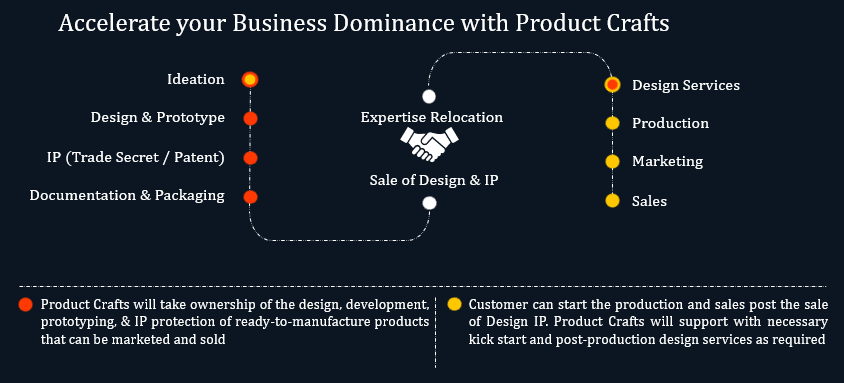 Accelerate your Business Dominance with Product Crafts
Ideation
Design & Prototype
IP (Trade Secret / Patent)
Documentation & Packaging
Expertise Relocation
Sale of Design & IP
Design Services
Production
Marketing
Sales
Product Crafts will take ownership of the design, development,
prototyping, & IP protection of ready-to-manufacture products
that can be marketed and sold
Customer can start the production and sales post the sale
of Design IP. Product Crafts will support with necessary
kick start and post-production design services as required